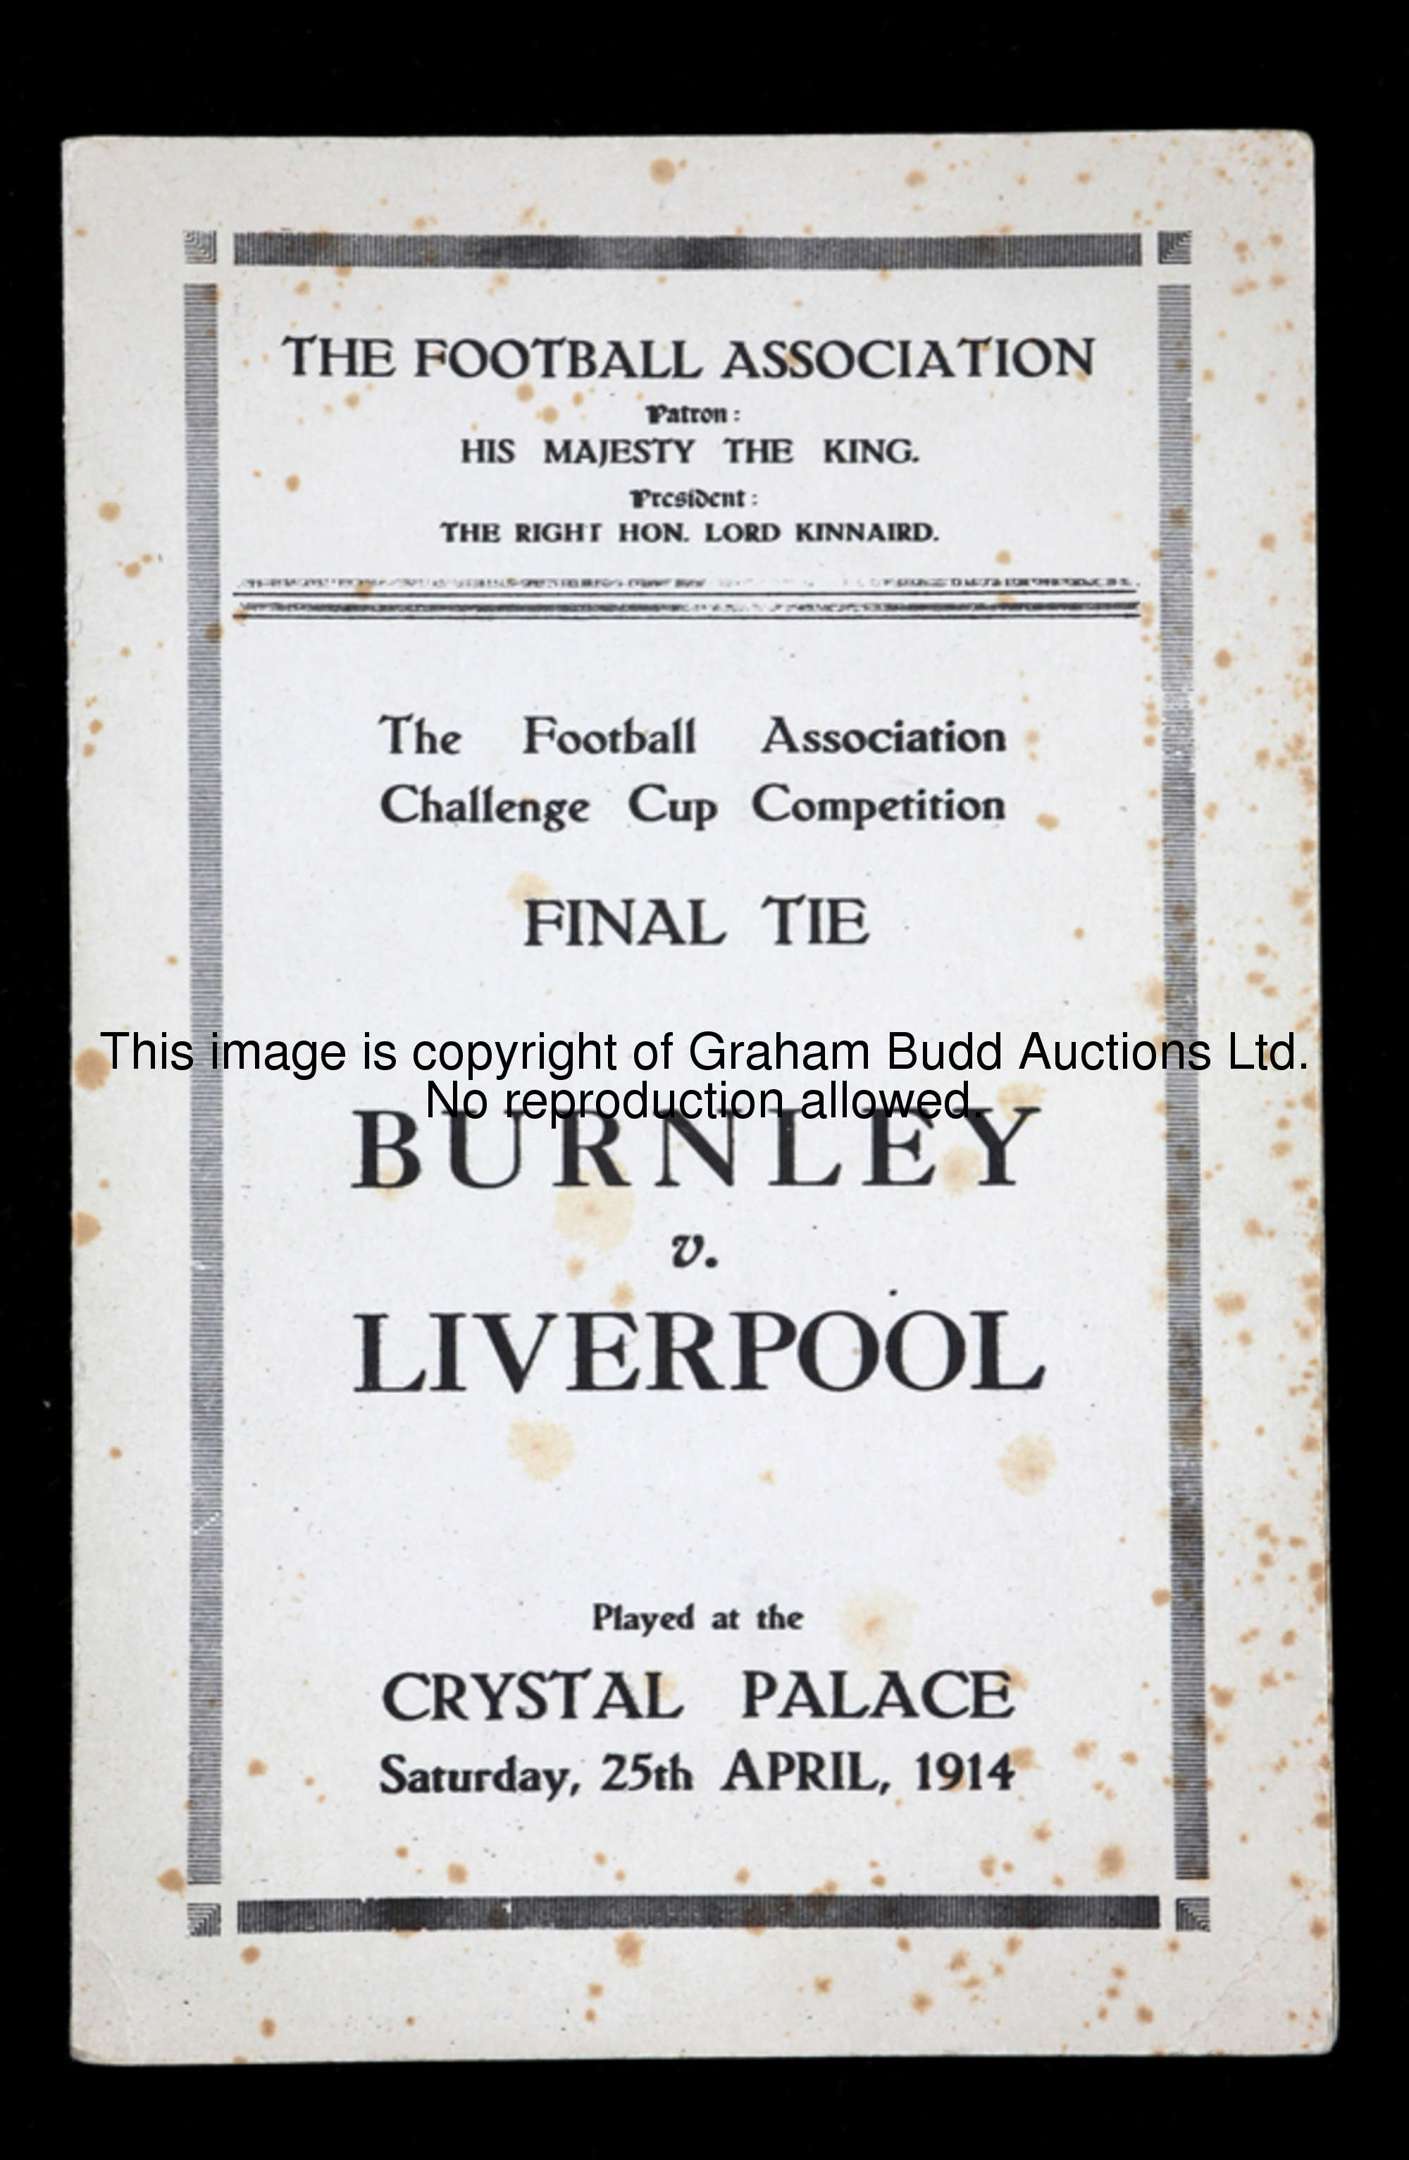 THE FOOTBALL ASSOCIATION
Patron:
HIS MAJESTY THE KING.
President:
THE RIGHT HON. LORD KINNAIRD.
The Football Association
Challenge Cup Competition
FINAL TIE
This image is copyright of Graham Budd Auctions Ltd.
No reproduction allowed.
BURNLEY
v.
LIVERPOOL
Played at the
CRYSTAL PALACE
Saturday, 25th APRIL, 1914